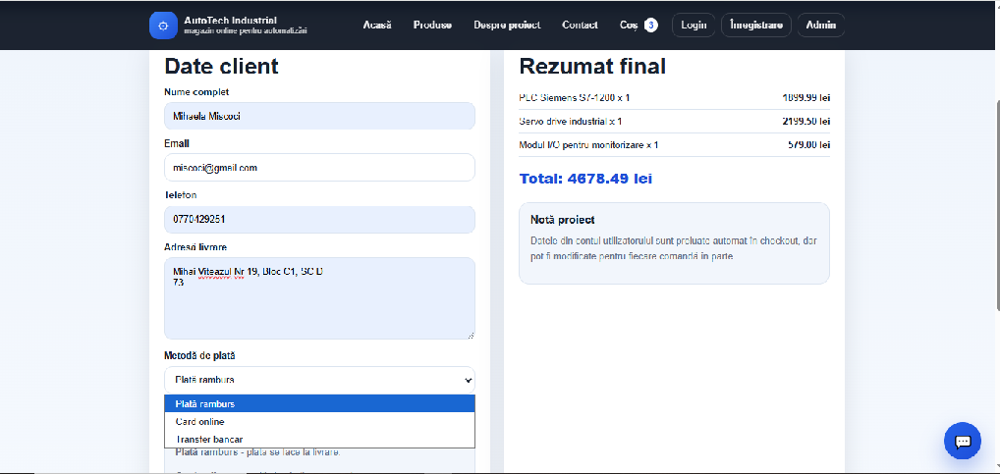 AutoTech Industrial
magazin online pentru automatizări
Acasă Produse Despre proiect Contact Coș 3 Login Înregistrare Admin
Date client
Nume complet
Mihaela Miscoci
Email
miscoci@gmail.com
Telefon
0770429251
Adresă livrare
Mihai Viteazul Nr 19, Bloc C1, SC D
73
Metodă de plată
Plată ramburs
Plată ramburs
Card online
Transfer bancar
Plată ramburs - plata se face la livrare.
Rezumat final
PLC Siemens S7-1200 x 1 1899.99 lei
Servo drive industrial x 1 2199.50 lei
Modul I/O pentru monitorizare x 1 579.00 lei
Total: 4678.49 lei
Notă proiect
Datele din contul utilizatorului sunt preluate automat în checkout, dar
pot fi modificate pentru fiecare comandă în parte.